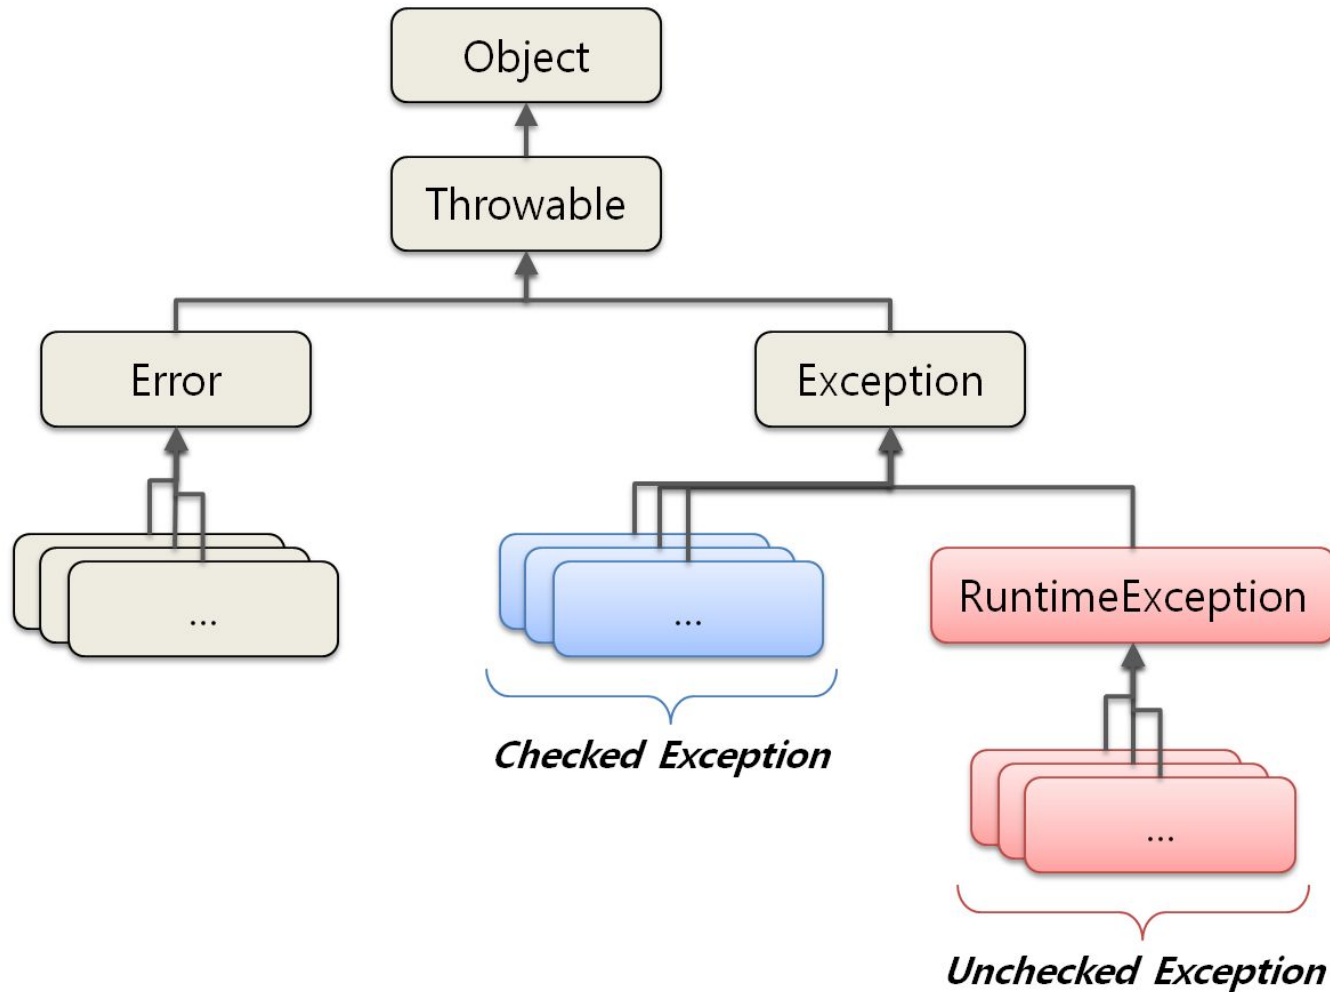 Object
Throwable
Error
Exception
...
...
RuntimeException
Checked Exception
...
Unchecked Exception